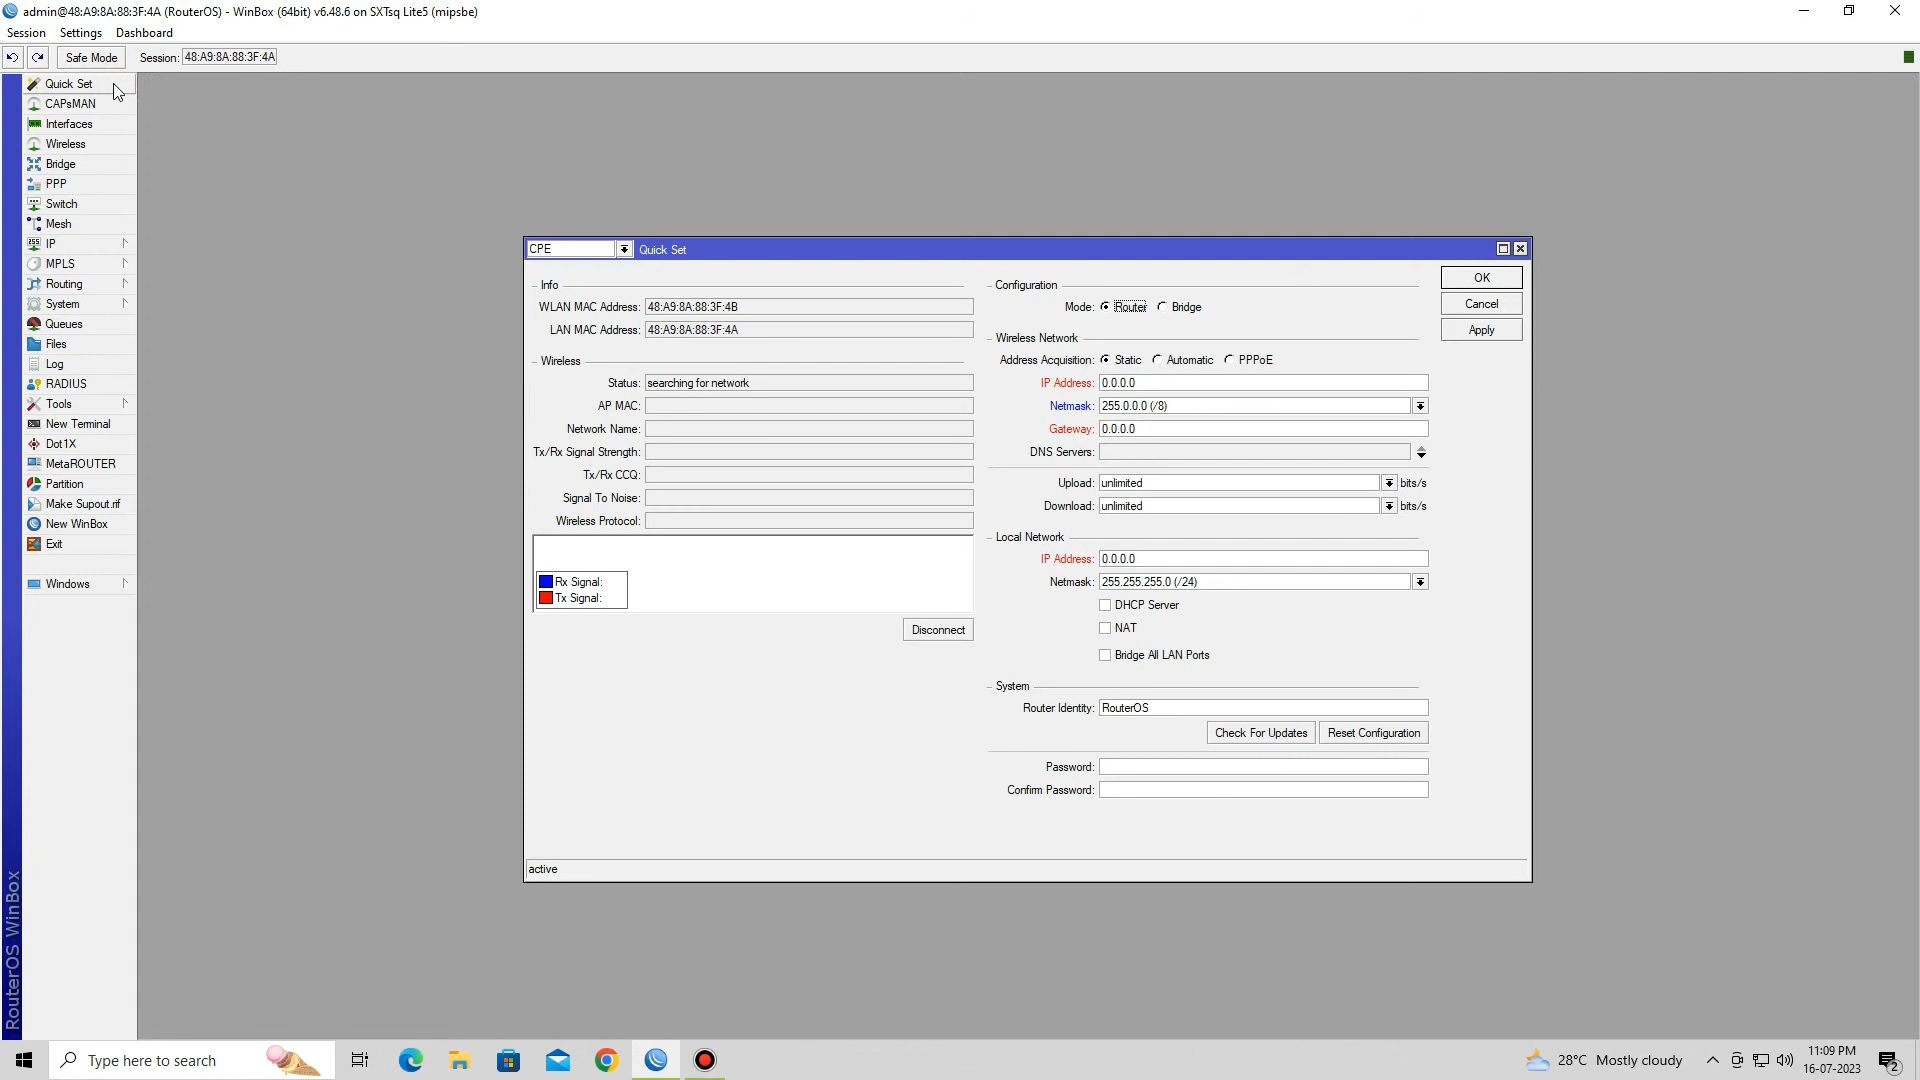 admin@48:A9:8A:88:3F:4A (RouterOS) - WinBox (64bit) v6.48.6 on SXTsq Lite5 (mipsbe)
Session Settings Dashboard
Safe Mode Session: 48:A9:8A:88:3F:4A
Quick Set
CAPsMAN
Interfaces
Wireless
Bridge
PPP
Switch
Mesh
IP
MPLS
Routing
System
Queues
Files
Log
RADIUS
Tools
New Terminal
Dot1X
MetaROUTER
Partition
Make Supout.rif
New WinBox
Exit
Windows
RouterOS WinBox
CPE Quick Set
Info
WLAN MAC Address: 48:A9:8A:88:3F:4B
LAN MAC Address: 48:A9:8A:88:3F:4A
Wireless
Status: searching for network
AP MAC:
Network Name:
Tx/Rx Signal Strength:
Tx/Rx CCQ:
Signal To Noise:
Wireless Protocol:
Rx Signal:
Tx Signal:
Disconnect
Configuration
Mode: Router Bridge
Wireless Network
Address Acquisition: Static Automatic PPPoE
IP Address: 0.0.0.0
Netmask: 255.0.0.0 (/8)
Gateway: 0.0.0.0
DNS Servers:
Upload: unlimited bits/s
Download: unlimited bits/s
Local Network
IP Address: 0.0.0.0
Netmask: 255.255.255.0 (/24)
DHCP Server
NAT
Bridge All LAN Ports
System
Router Identity: RouterOS
Check For Updates Reset Configuration
Password:
Confirm Password:
OK
Cancel
Apply
active
Type here to search
28°C Mostly cloudy
11:09 PM
16-07-2023
2